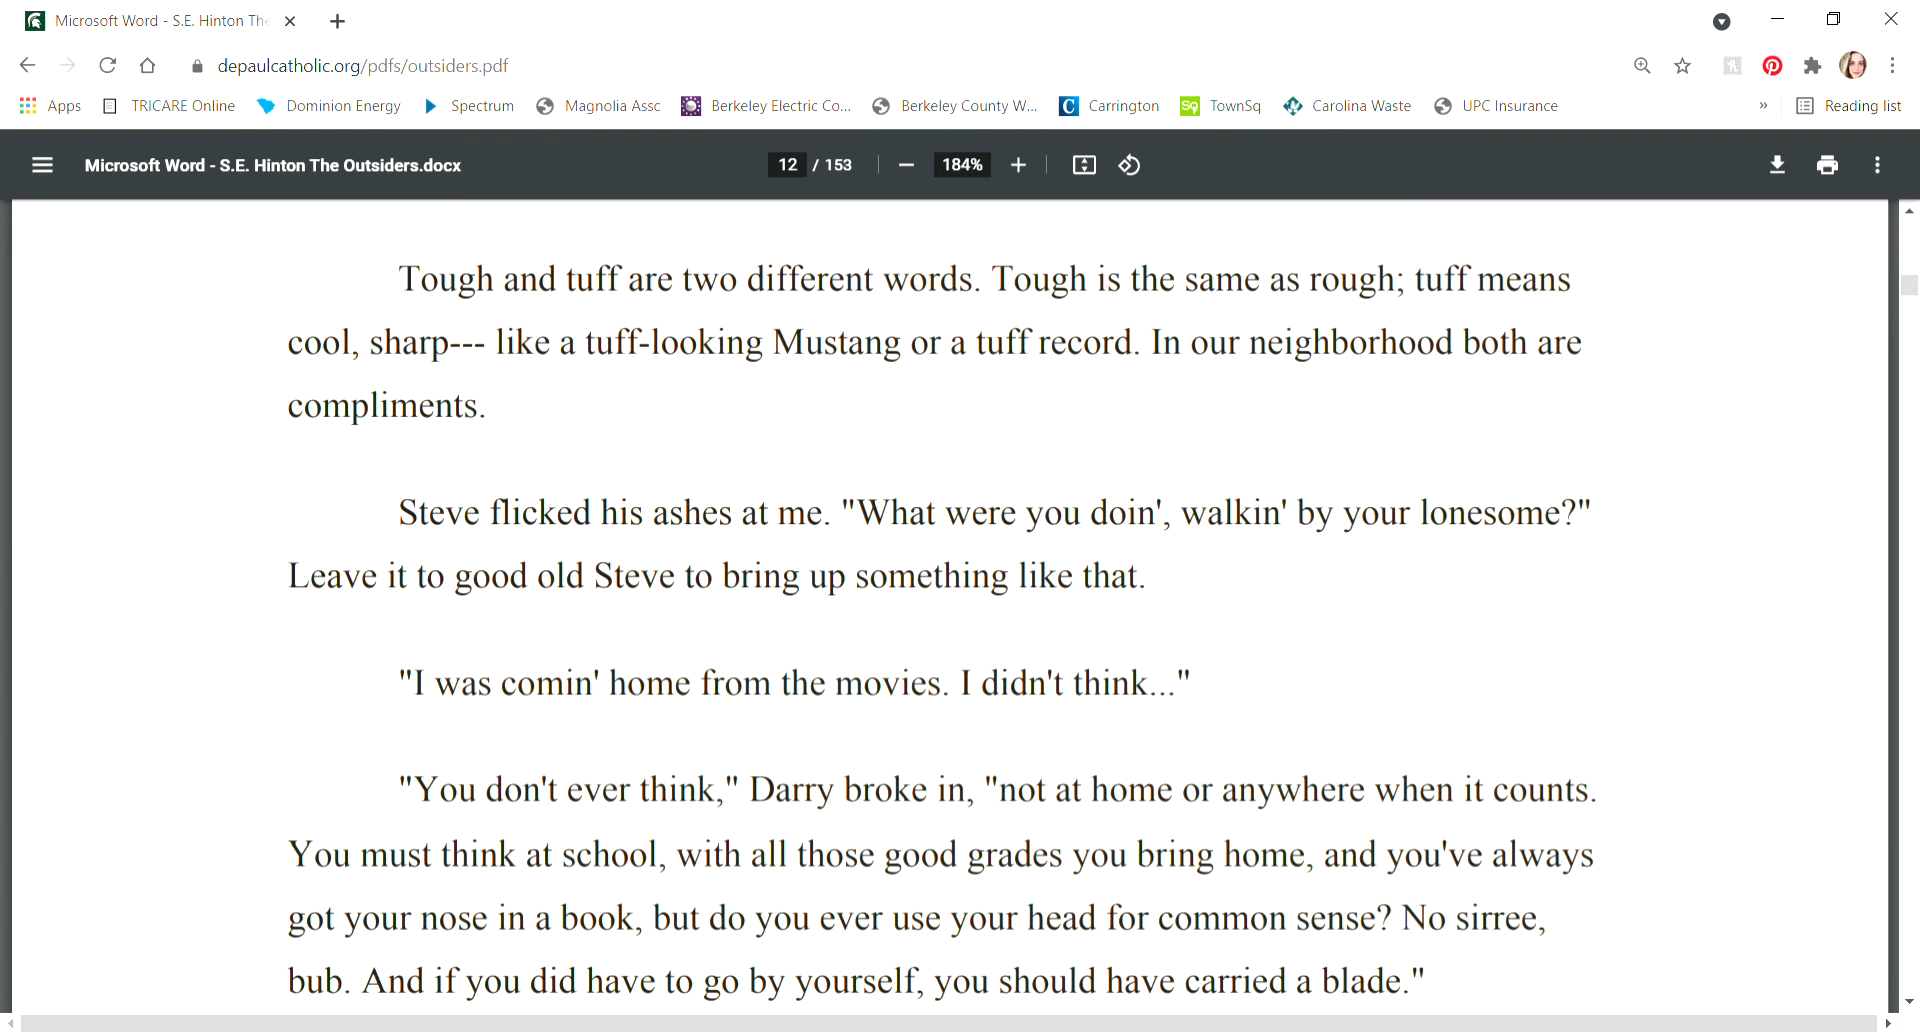 Microsoft Word - S.E. Hinton The
depaulcatholic.org/pdfs/outsiders.pdf
Apps TRICARE Online Dominion Energy Spectrum Magnolia Assc Berkeley Electric Co... Berkeley County W... Carrington TownSq Carolina Waste UPC Insurance » Reading list
Microsoft Word - S.E. Hinton The Outsiders.docx 12 / 153 184%
Tough and tuff are two different words. Tough is the same as rough; tuff means
cool, sharp--- like a tuff-looking Mustang or a tuff record. In our neighborhood both are
compliments.
Steve flicked his ashes at me. "What were you doin', walkin' by your lonesome?"
Leave it to good old Steve to bring up something like that.
"I was comin' home from the movies. I didn't think..."
"You don't ever think," Darry broke in, "not at home or anywhere when it counts.
You must think at school, with all those good grades you bring home, and you've always
got your nose in a book, but do you ever use your head for common sense? No sirree,
bub. And if you did have to go by yourself, you should have carried a blade."